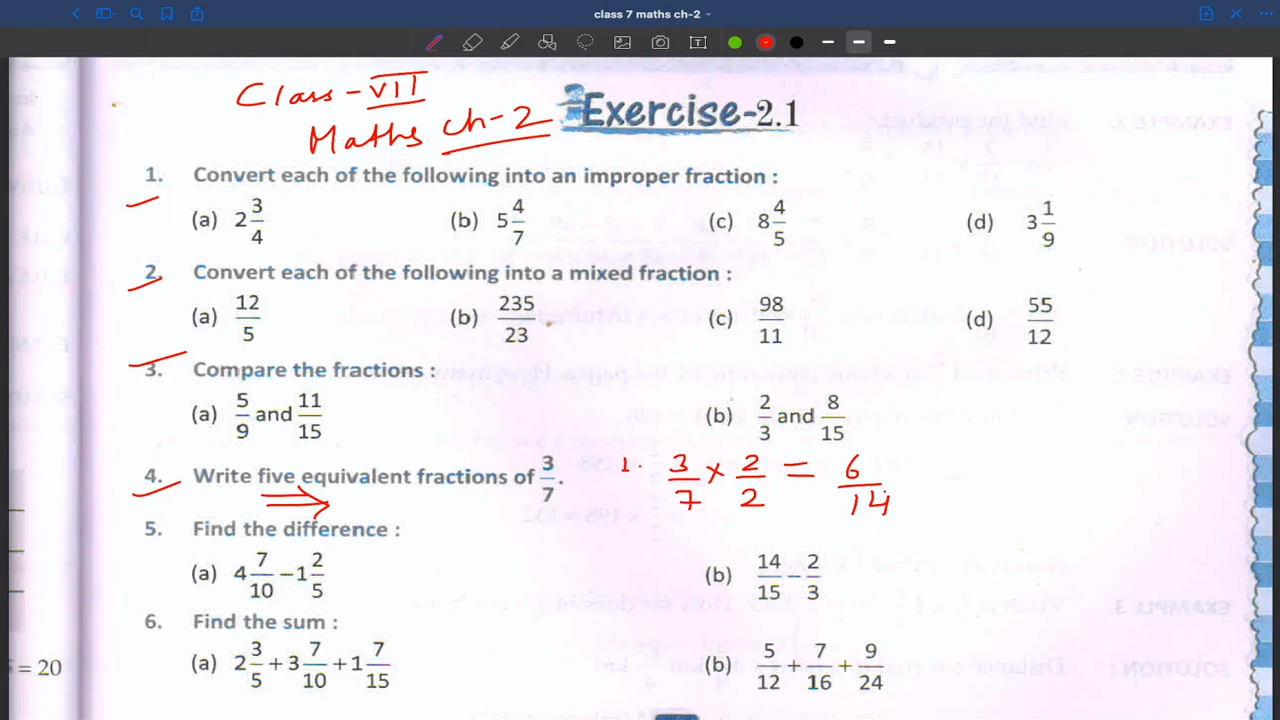 class 7 maths ch-2
Class - VII
Maths ch-2
Exercise-2.1
1. Convert each of the following into an improper fraction :
(a) 2 3/4 (b) 5 4/7 (c) 8 4/5 (d) 3 1/9
2. Convert each of the following into a mixed fraction :
(a) 12/5 (b) 235/23 (c) 98/11 (d) 55/12
3. Compare the fractions :
(a) 5/9 and 11/15 (b) 2/3 and 8/15
4. Write five equivalent fractions of 3/7. 1. 3/7 × 2/2 = 6/14
5. Find the difference :
(a) 4 7/10 − 1 2/5 (b) 14/15 − 2/3
6. Find the sum :
(a) 2 3/5 + 3 7/10 + 1 7/15 (b) 5/12 + 7/16 + 9/24
= 20